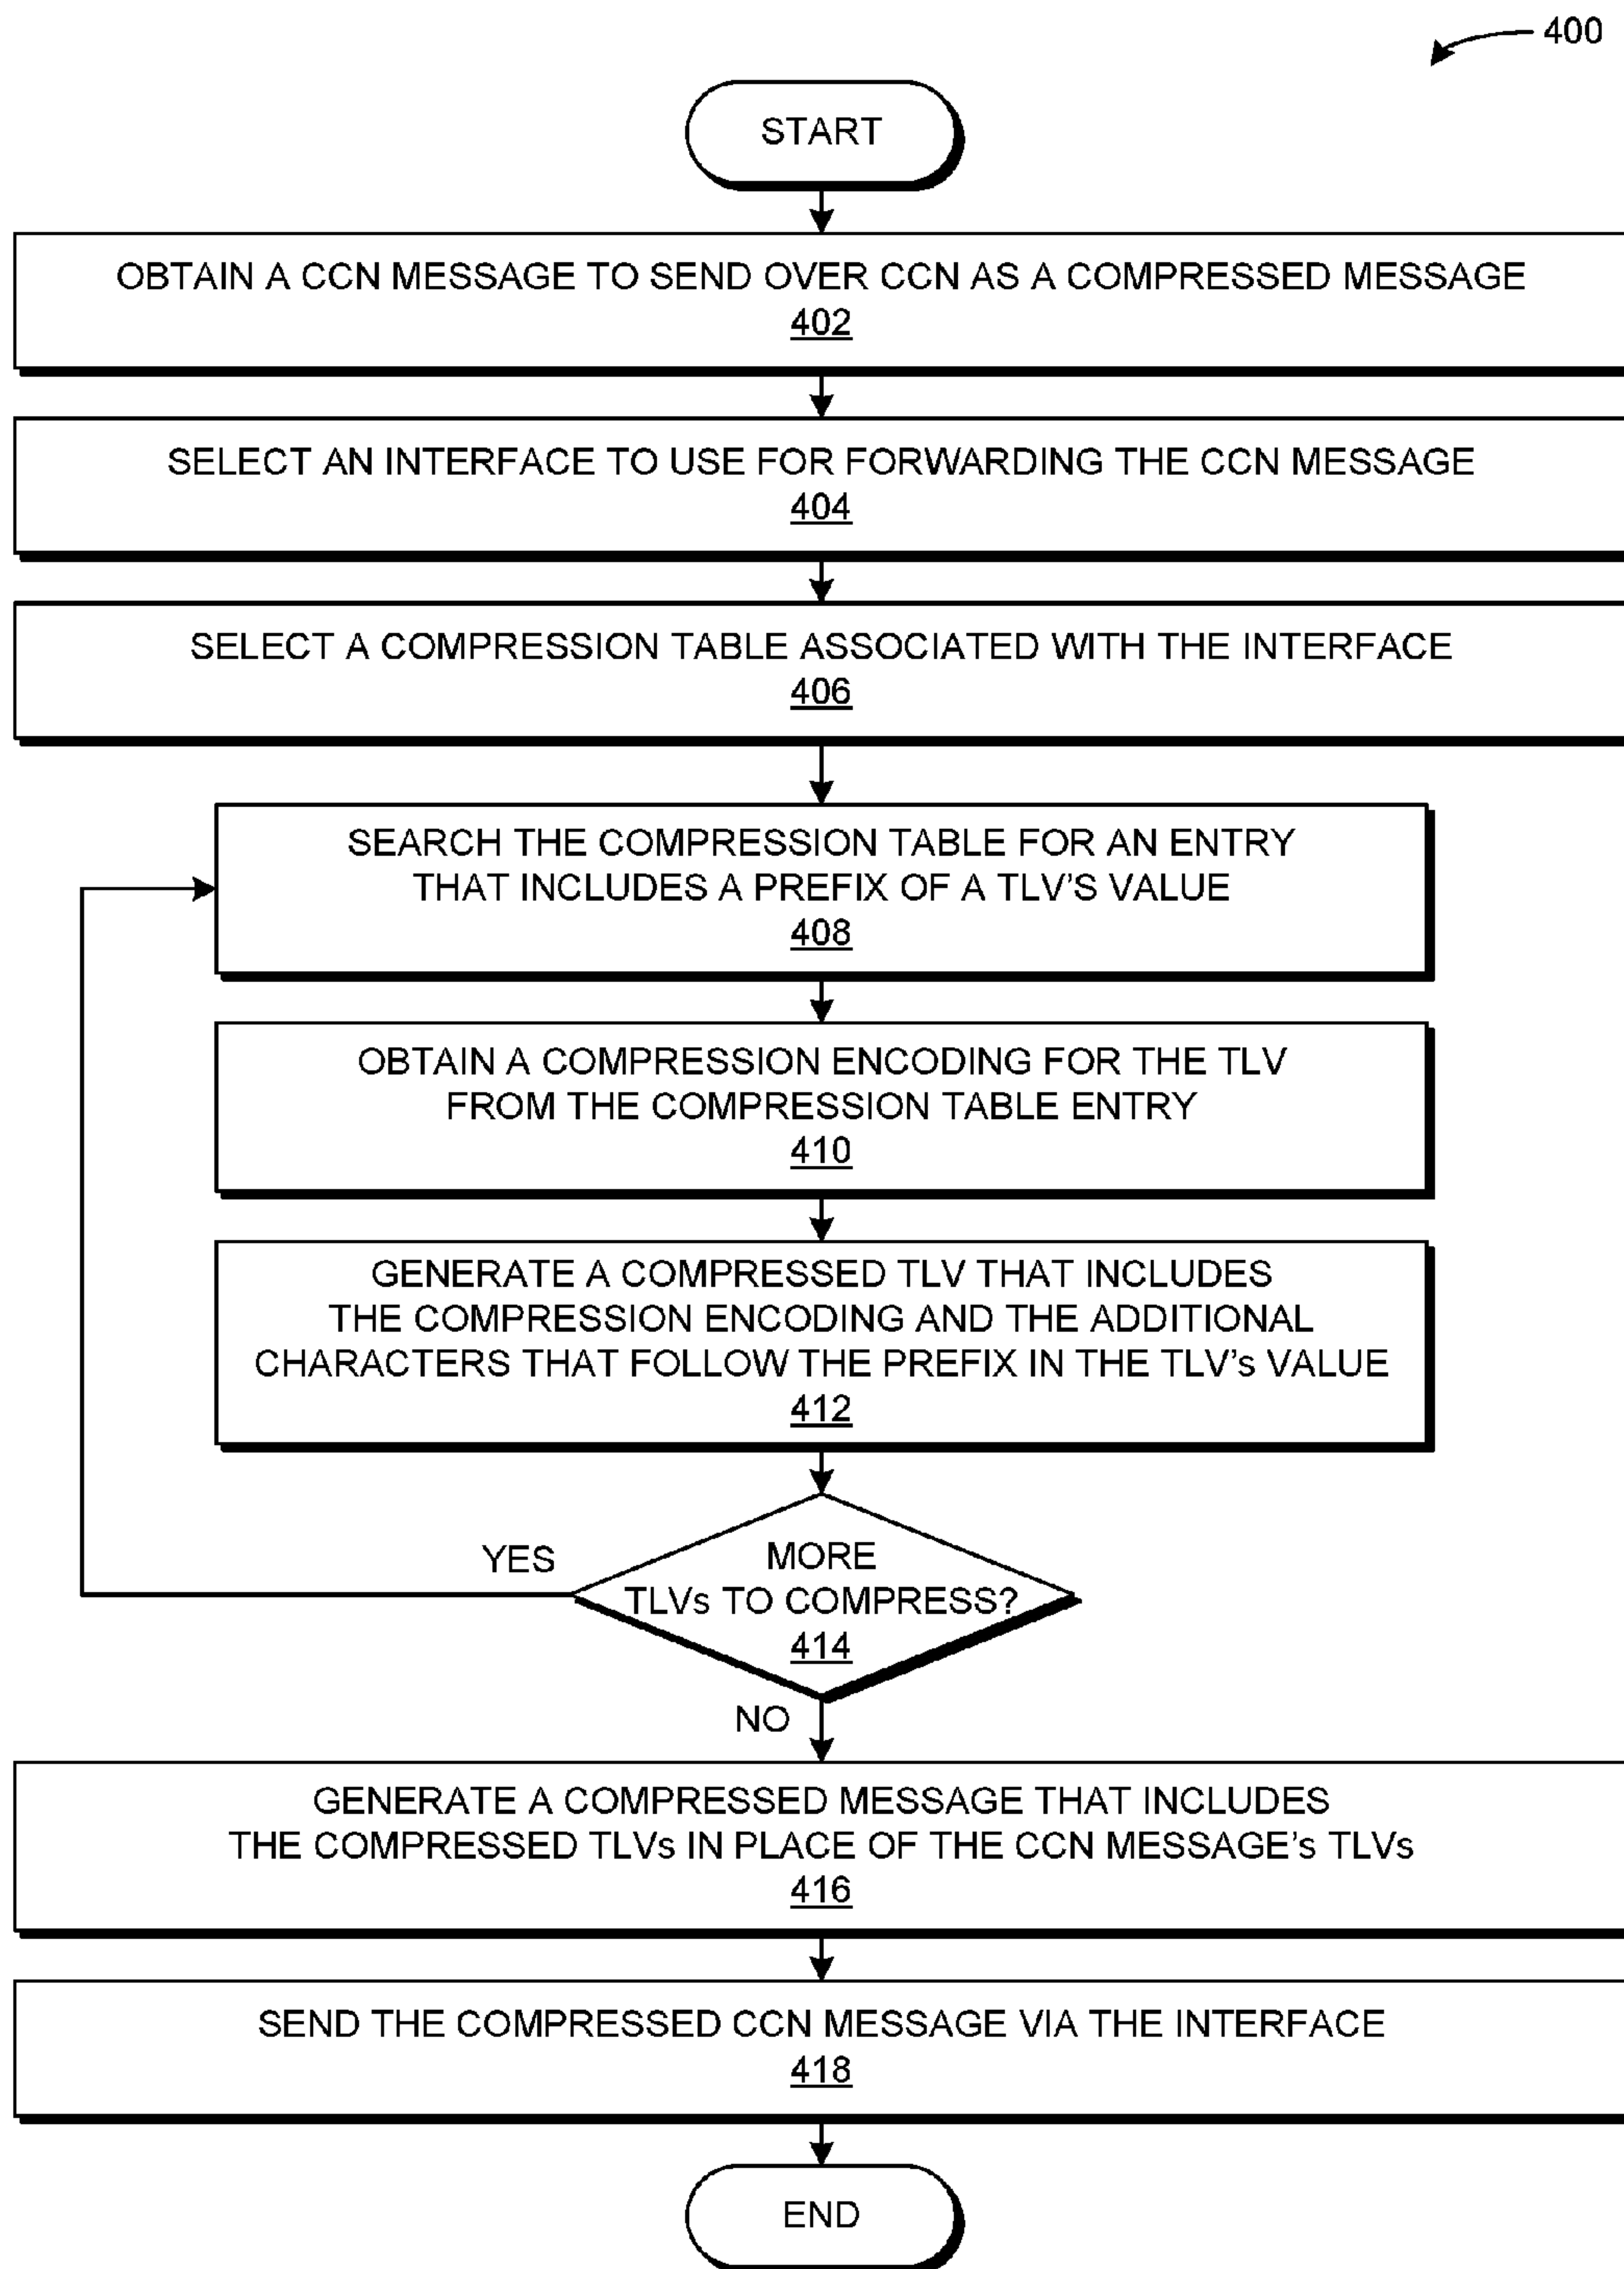 400
START
OBTAIN A CCN MESSAGE TO SEND OVER CCN AS A COMPRESSED MESSAGE
402
SELECT AN INTERFACE TO USE FOR FORWARDING THE CCN MESSAGE
404
SELECT A COMPRESSION TABLE ASSOCIATED WITH THE INTERFACE
406
SEARCH THE COMPRESSION TABLE FOR AN ENTRY
THAT INCLUDES A PREFIX OF A TLV'S VALUE
408
OBTAIN A COMPRESSION ENCODING FOR THE TLV
FROM THE COMPRESSION TABLE ENTRY
410
GENERATE A COMPRESSED TLV THAT INCLUDES
THE COMPRESSION ENCODING AND THE ADDITIONAL
CHARACTERS THAT FOLLOW THE PREFIX IN THE TLV's VALUE
412
YES
MORE
TLVs TO COMPRESS?
414
NO
GENERATE A COMPRESSED MESSAGE THAT INCLUDES
THE COMPRESSED TLVs IN PLACE OF THE CCN MESSAGE's TLVs
416
SEND THE COMPRESSED CCN MESSAGE VIA THE INTERFACE
418
END